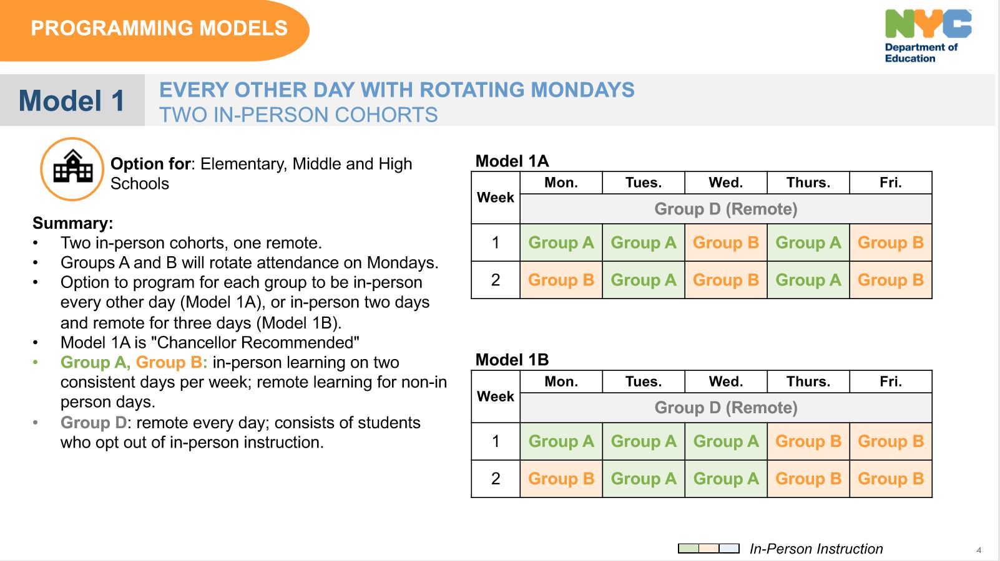 PROGRAMMING MODELS
NYC
Department of
Education
Model 1
EVERY OTHER DAY WITH ROTATING MONDAYS
TWO IN-PERSON COHORTS
Option for: Elementary, Middle and High
Schools
Summary:
• Two in-person cohorts, one remote.
• Groups A and B will rotate attendance on Mondays.
• Option to program for each group to be in-person
every other day (Model 1A), or in-person two days
and remote for three days (Model 1B).
• Model 1A is "Chancellor Recommended"
• Group A, Group B: in-person learning on two
consistent days per week; remote learning for non-in
person days.
• Group D: remote every day; consists of students
who opt out of in-person instruction.
Model 1A
Week Mon. Tues. Wed. Thurs. Fri.
Group D (Remote)
1 Group A Group A Group B Group A Group B
2 Group B Group A Group B Group A Group B
Model 1B
Week Mon. Tues. Wed. Thurs. Fri.
Group D (Remote)
1 Group A Group A Group A Group B Group B
2 Group B Group A Group A Group B Group B
In-Person Instruction
4